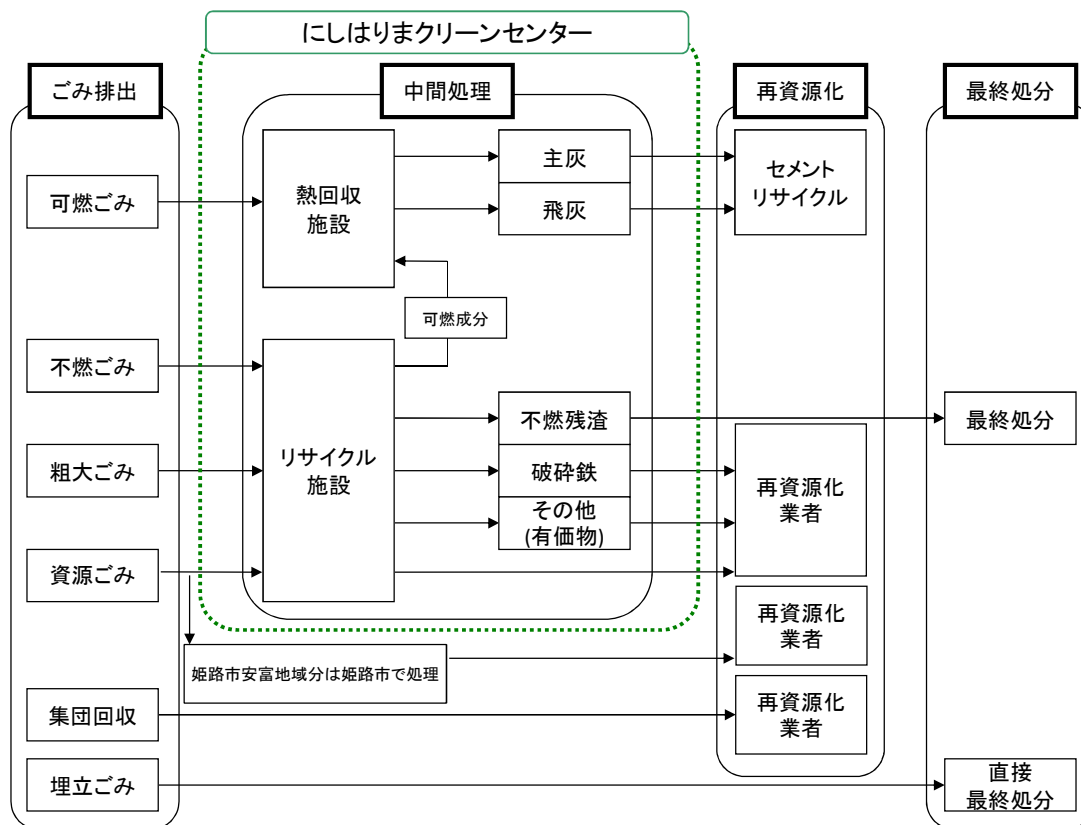 にしはりまクリーンセンター
ごみ排出
中間処理
再資源化
最終処分
可燃ごみ
熱回収
施設
主灰
飛灰
セメント
リサイクル
可燃成分
不燃ごみ
粗大ごみ
資源ごみ
リサイクル
施設
不燃残渣
破砕鉄
その他
(有価物)
再資源化
業者
最終処分
姫路市安富地域分は姫路市で処理
再資源化
業者
集団回収
再資源化
業者
埋立ごみ
直接
最終処分